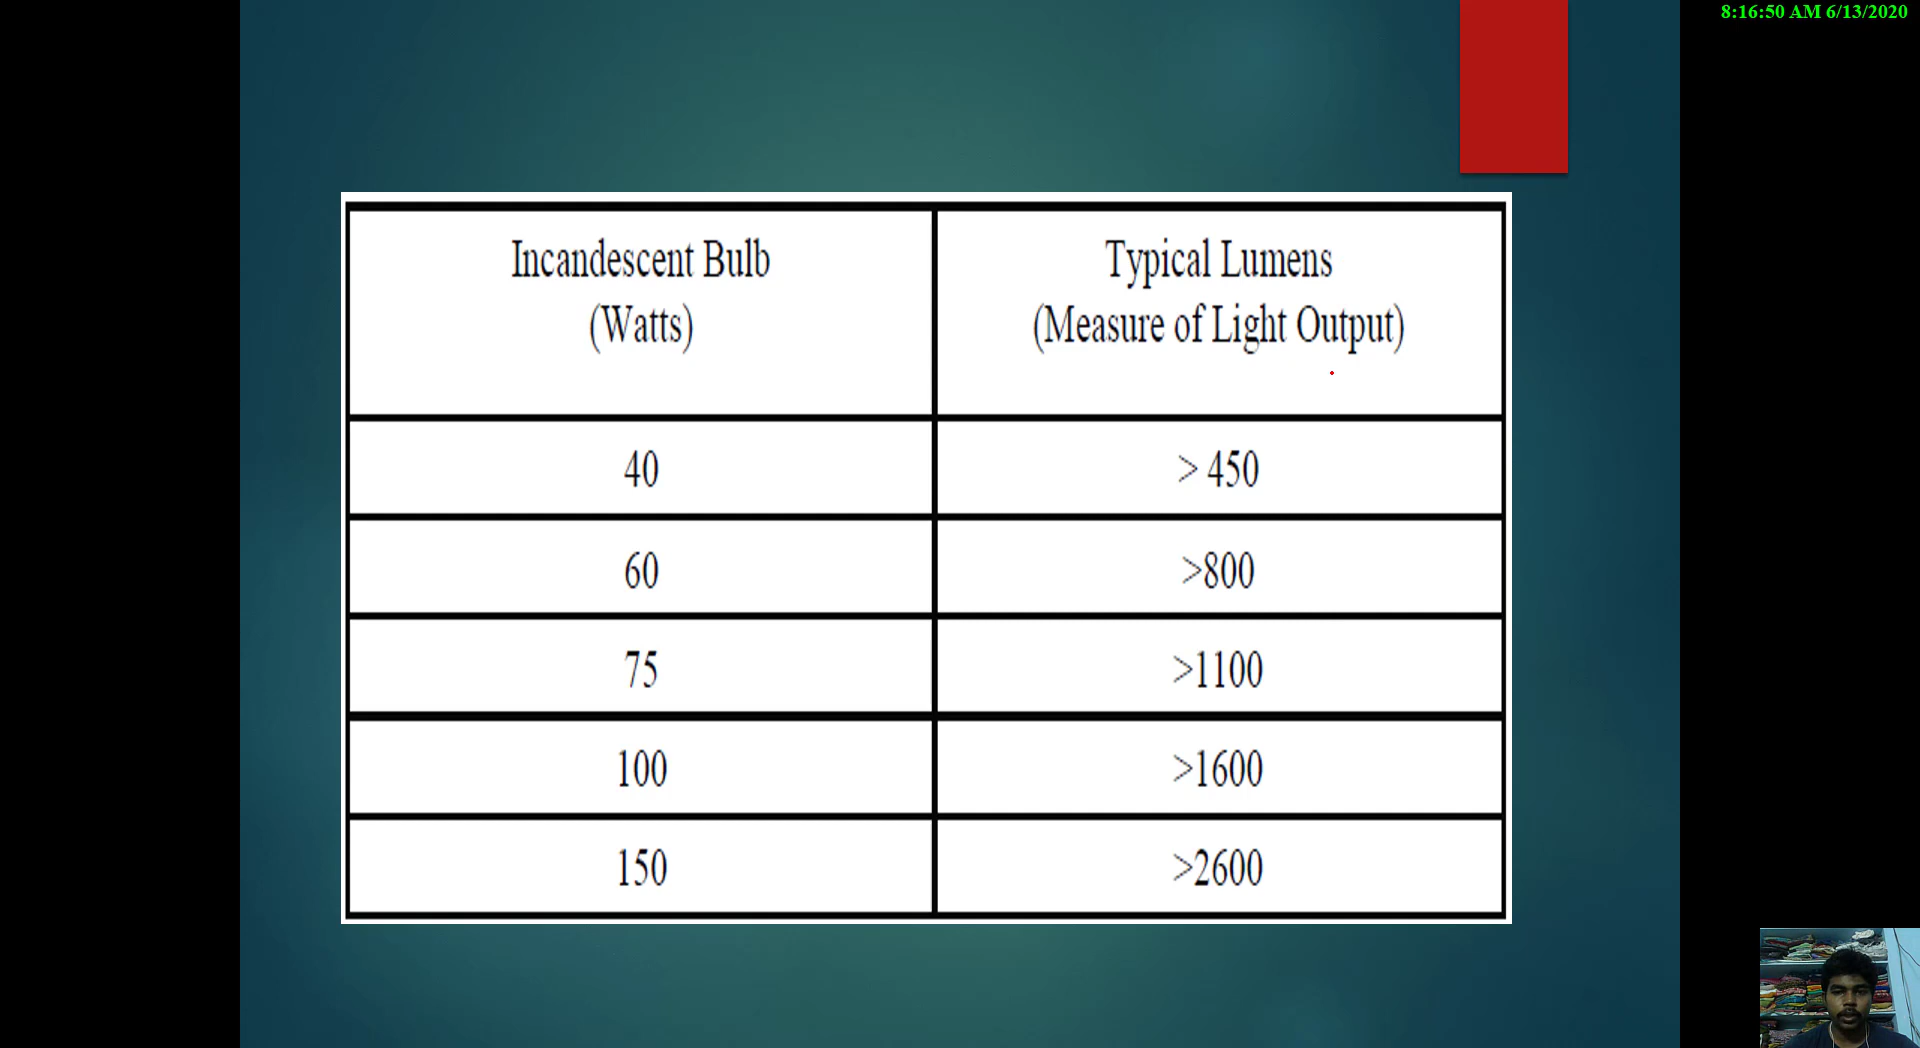 8:16:50 AM 6/13/2020
Incandescent Bulb
(Watts)
Typical Lumens
(Measure of Light Output)
40
> 450
60
>800
75
>1100
100
>1600
150
>2600